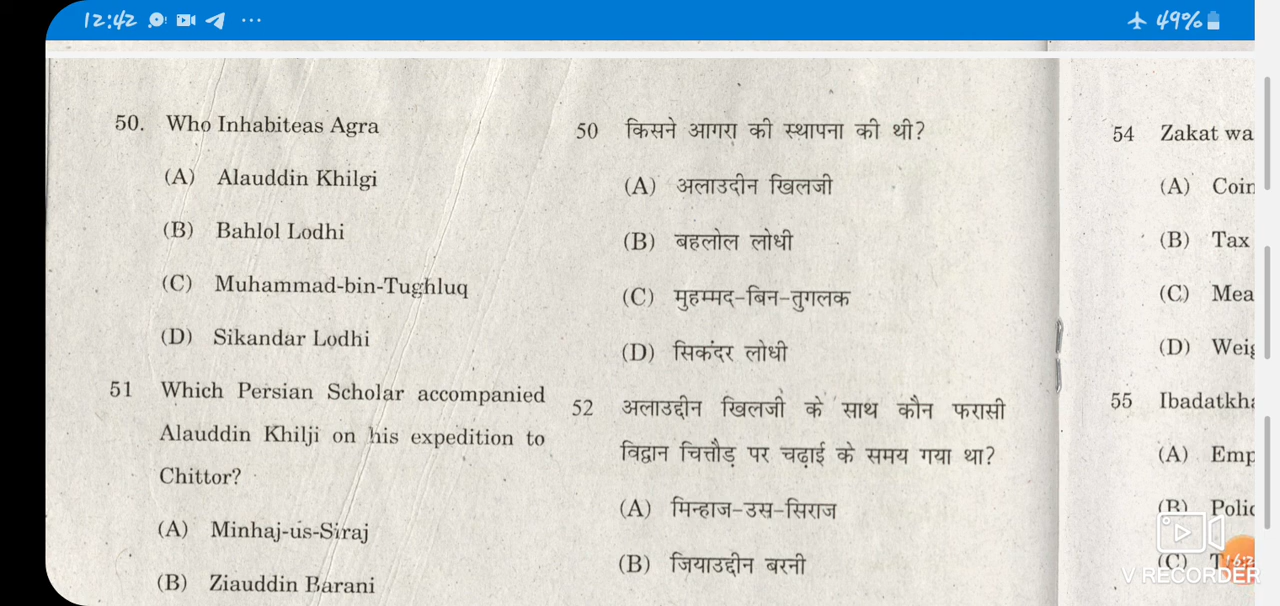 12:42
49%
50. Who Inhabiteas Agra
(A) Alauddin Khilgi
(B) Bahlol Lodhi
(C) Muhammad-bin-Tughluq
(D) Sikandar Lodhi
51 Which Persian Scholar accompanied
Alauddin Khilji on his expedition to
Chittor?
(A) Minhaj-us-Siraj
(B) Ziauddin Barani
50 किसने आगरा की स्थापना की थी?
(A) अलाउदीन खिलजी
(B) बहलोल लोधी
(C) मुहम्मद-बिन-तुगलक
(D) सिकंदर लोधी
52 अलाउद्दीन खिलजी के साथ कौन फरासी
विद्वान चित्तौड़ पर चढ़ाई के समय गया था?
(A) मिन्हाज-उस-सिराज
(B) जियाउद्दीन बरनी
54 Zakat wa
(A) Coin
(B) Tax
(C) Mea
(D) Weig
55 Ibadatkha
(A) Emp
(B) Polic
(C) T
V RECORDER